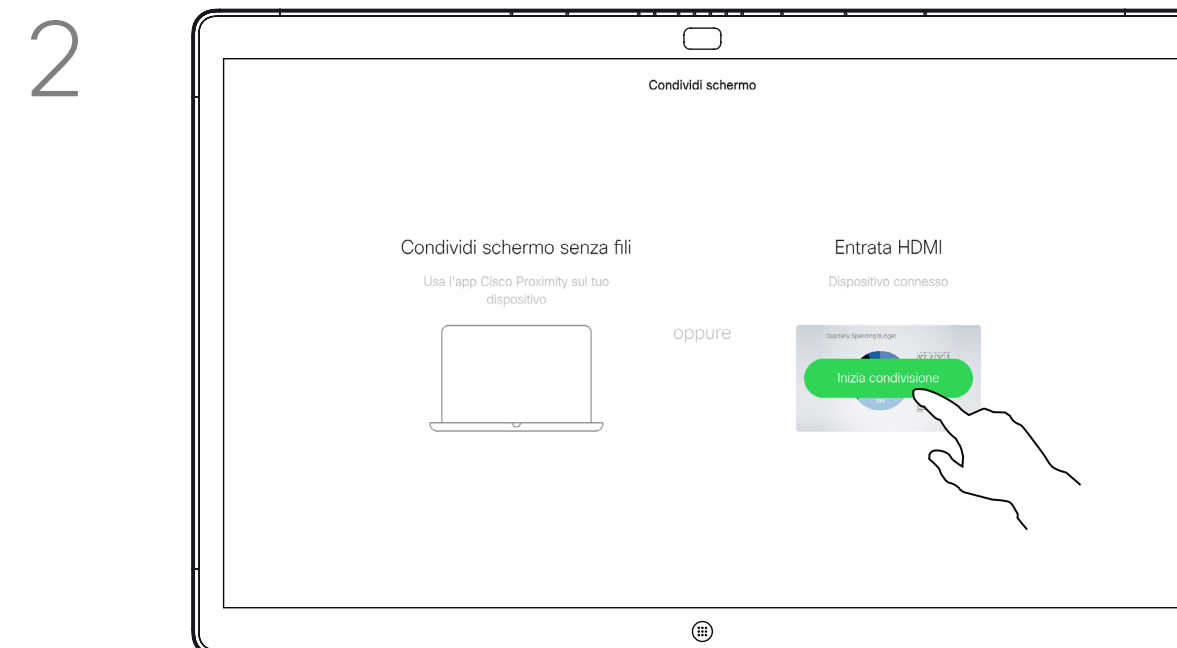 2
Condividi schermo
Condividi schermo senza fili
Usa l'app Cisco Proximity sul tuo
dispositivo
oppure
Entrata HDMI
Dispositivo connesso
Quarterly Spending Budget
Inizia condivisione